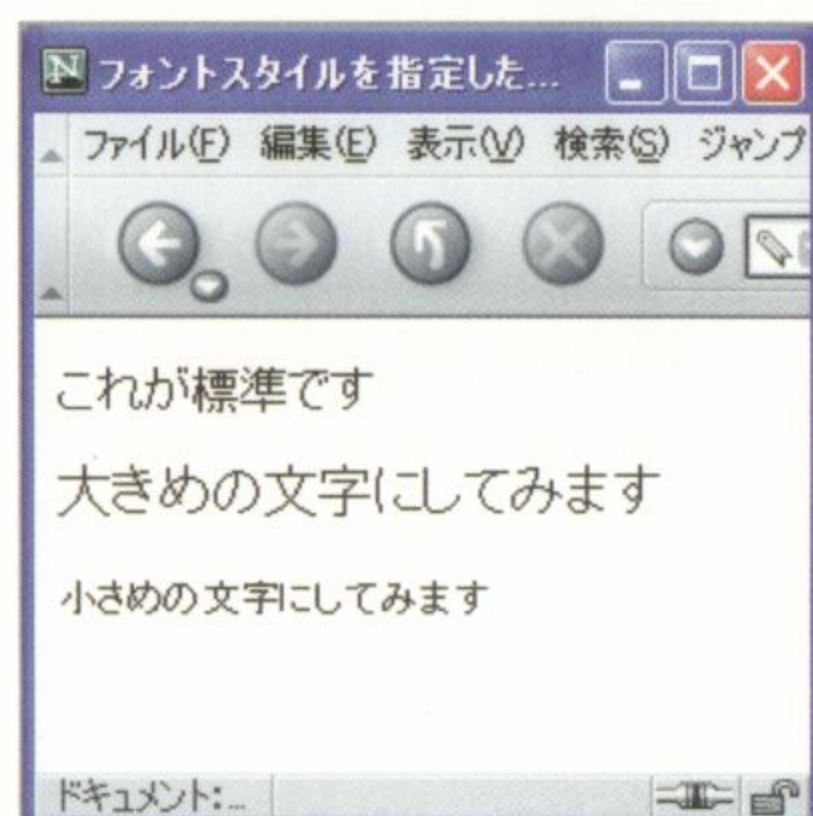 N フォントスタイルを指定した...
ファイル(F) 編集(E) 表示(V) 検索(S) ジャンプ
これが標準です
大きめの文字にしてみます
小さめの文字にしてみます
ドキュメント:...